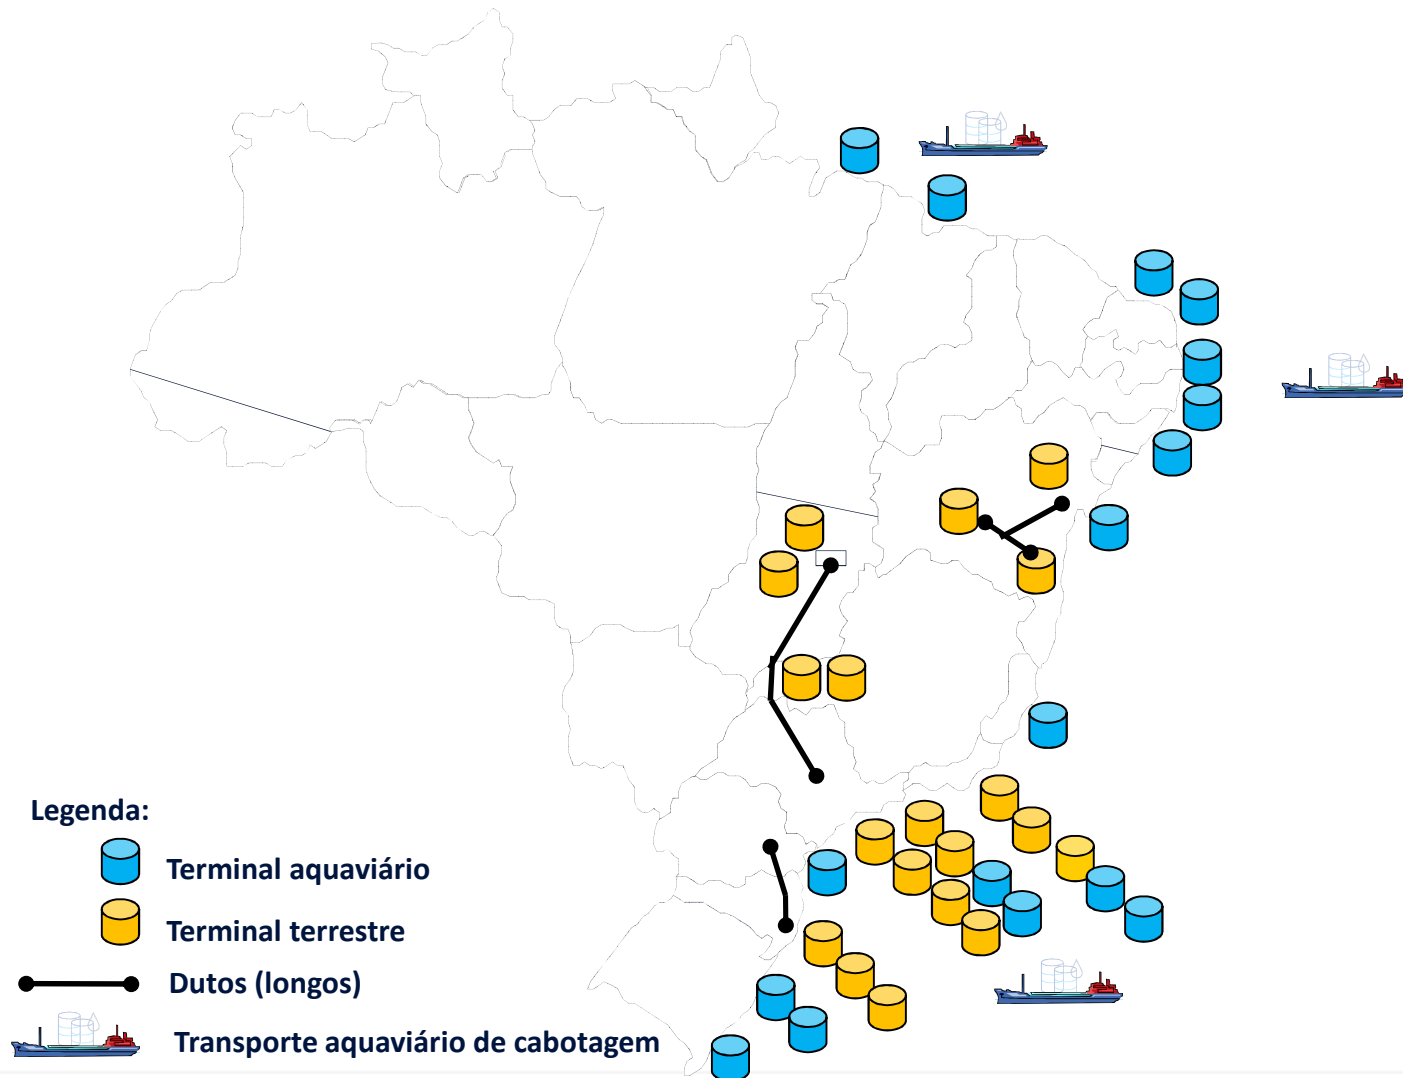 Legenda:
Terminal aquaviário
Terminal terrestre
Dutos (longos)
Transporte aquaviário de cabotagem